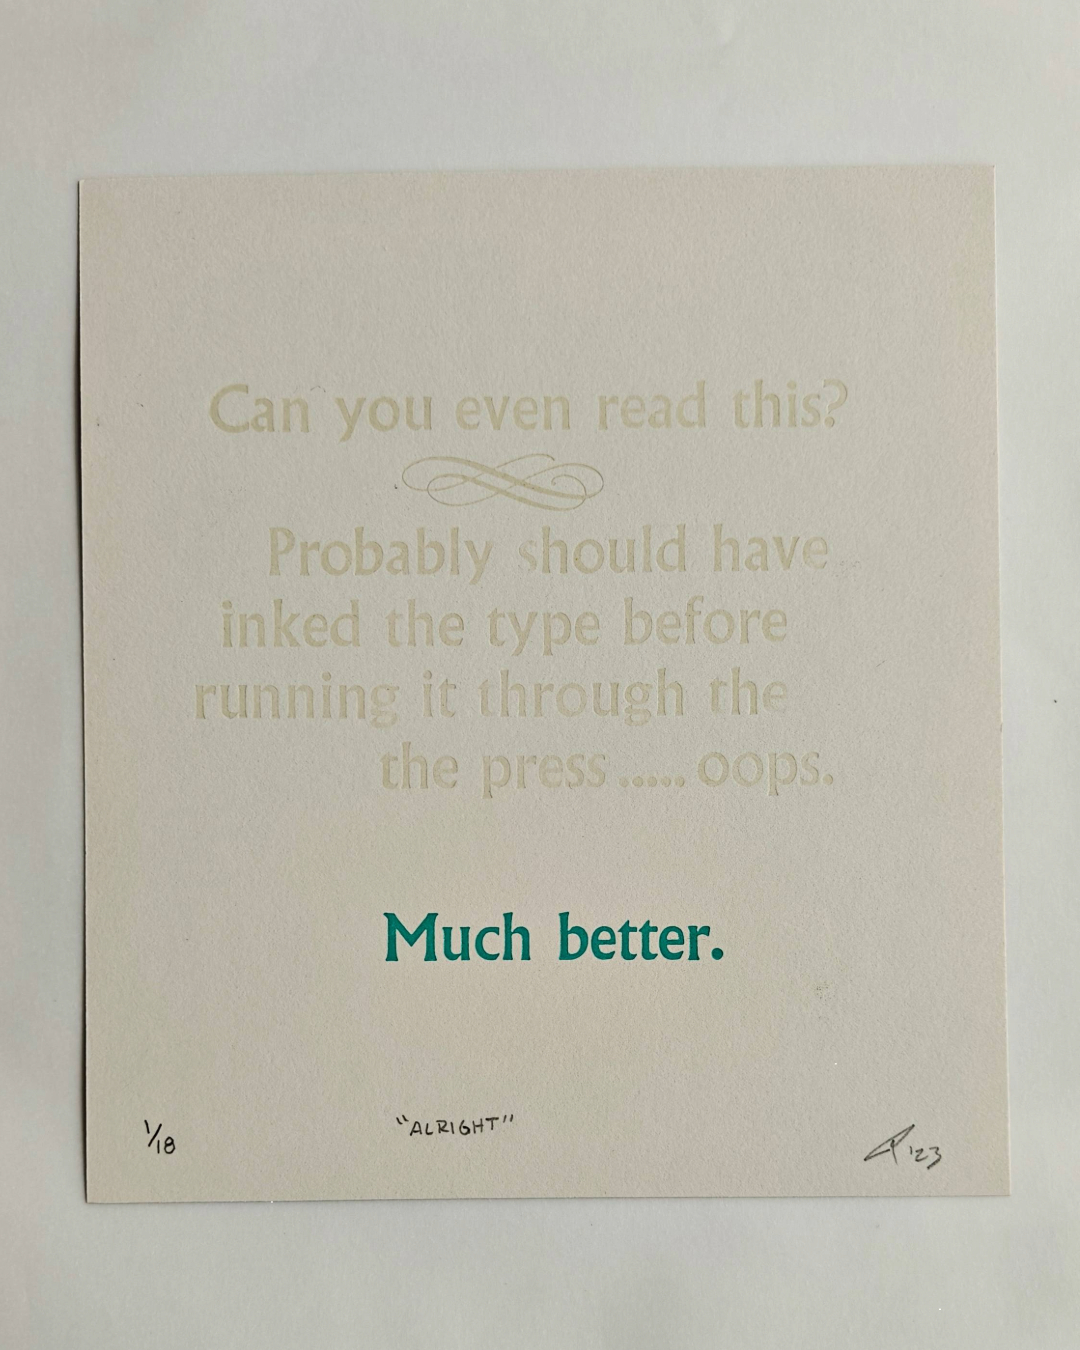 Can you even read this?
Probably should have
inked the type before
running it through the
the press ..... oops.
Much better.
1/18 "ALRIGHT" '23